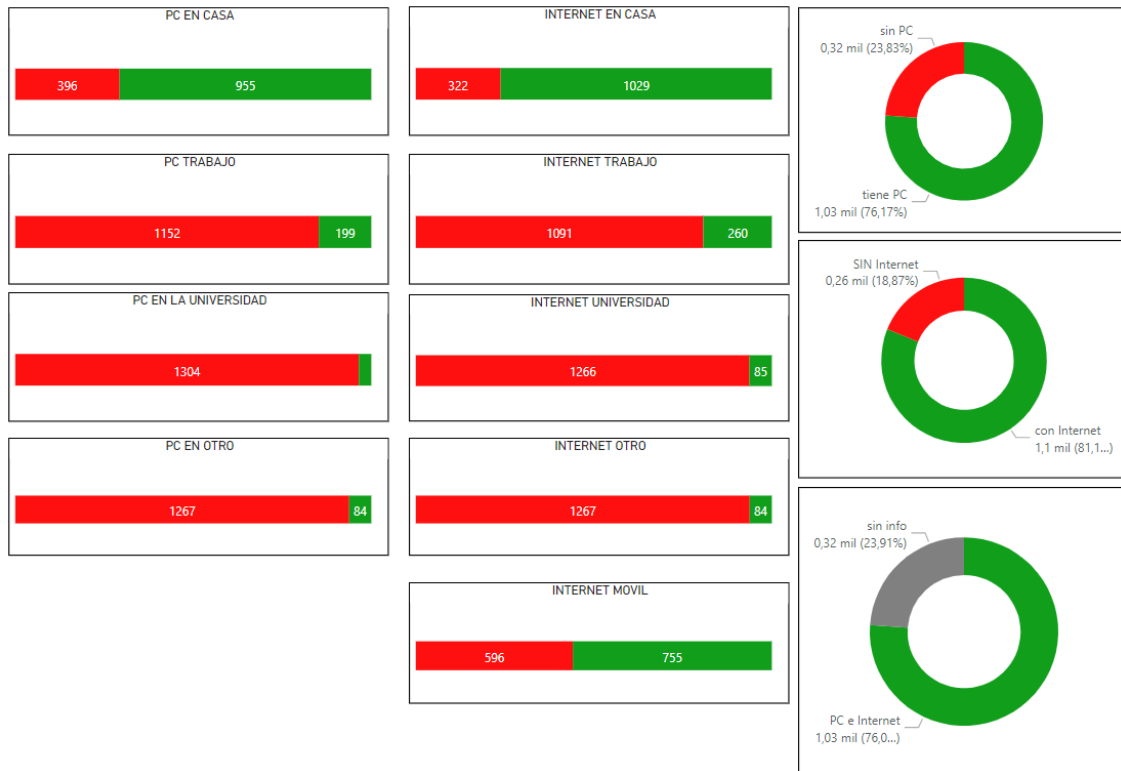 PC EN CASA
396 955
INTERNET EN CASA
322 1029
sin PC
0,32 mil (23,83%)
tiene PC
1,03 mil (76,17%)
PC TRABAJO
1152 199
INTERNET TRABAJO
1091 260
SIN Internet
0,26 mil (18,87%)
con Internet
1,1 mil (81,1...)
PC EN LA UNIVERSIDAD
1304
INTERNET UNIVERSIDAD
1266 85
PC EN OTRO
1267 84
INTERNET OTRO
1267 84
sin info
0,32 mil (23,91%)
PC e Internet
1,03 mil (76,0...)
INTERNET MOVIL
596 755